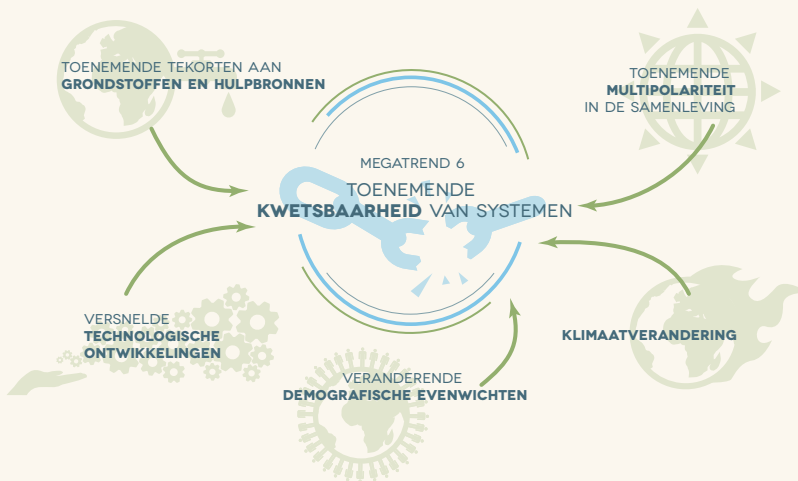 TOENEMENDE TEKORTEN AAN
GRONDSTOFFEN EN HULPBRONNEN
TOENEMENDE
MULTIPOLARITEIT
IN DE SAMENLEVING
MEGATREND 6
TOENEMENDE
KWETSBAARHEID VAN SYSTEMEN
VERSNELDE
TECHNOLOGISCHE
ONTWIKKELINGEN
KLIMAATVERANDERING
VERANDERENDE
DEMOGRAFISCHE EVENWICHTEN